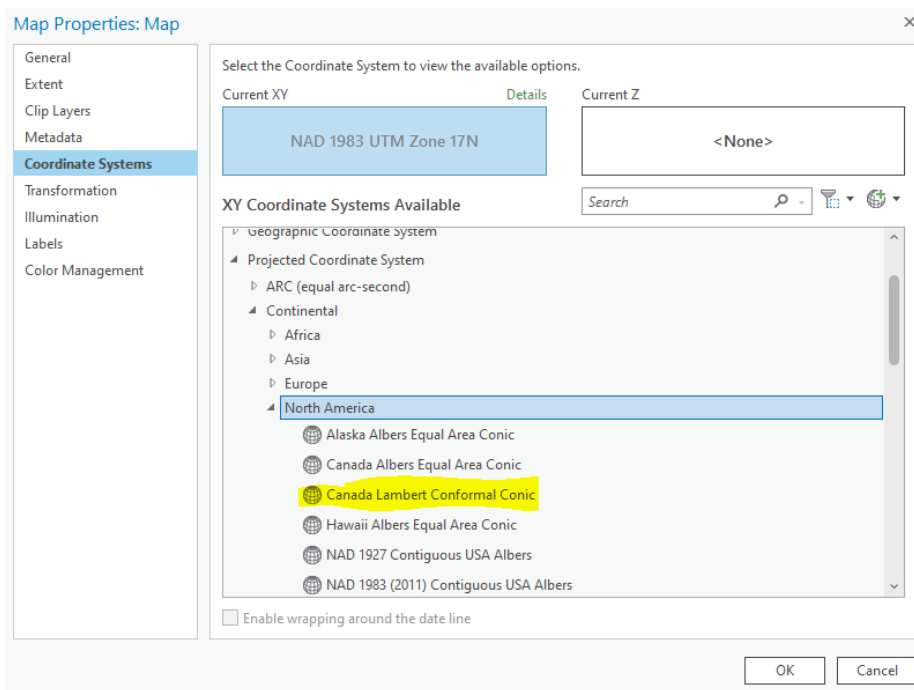 Map Properties: Map
General
Extent
Clip Layers
Metadata
Coordinate Systems
Transformation
Illumination
Labels
Color Management
Select the Coordinate System to view the available options.
Current XY
Details
Current Z
NAD 1983 UTM Zone 17N
<None>
XY Coordinate Systems Available
Search
Geographic Coordinate System
Projected Coordinate System
ARC (equal arc-second)
Continental
Africa
Asia
Europe
North America
Alaska Albers Equal Area Conic
Canada Albers Equal Area Conic
Canada Lambert Conformal Conic
Hawaii Albers Equal Area Conic
NAD 1927 Contiguous USA Albers
NAD 1983 (2011) Contiguous USA Albers
Enable wrapping around the date line
OK
Cancel